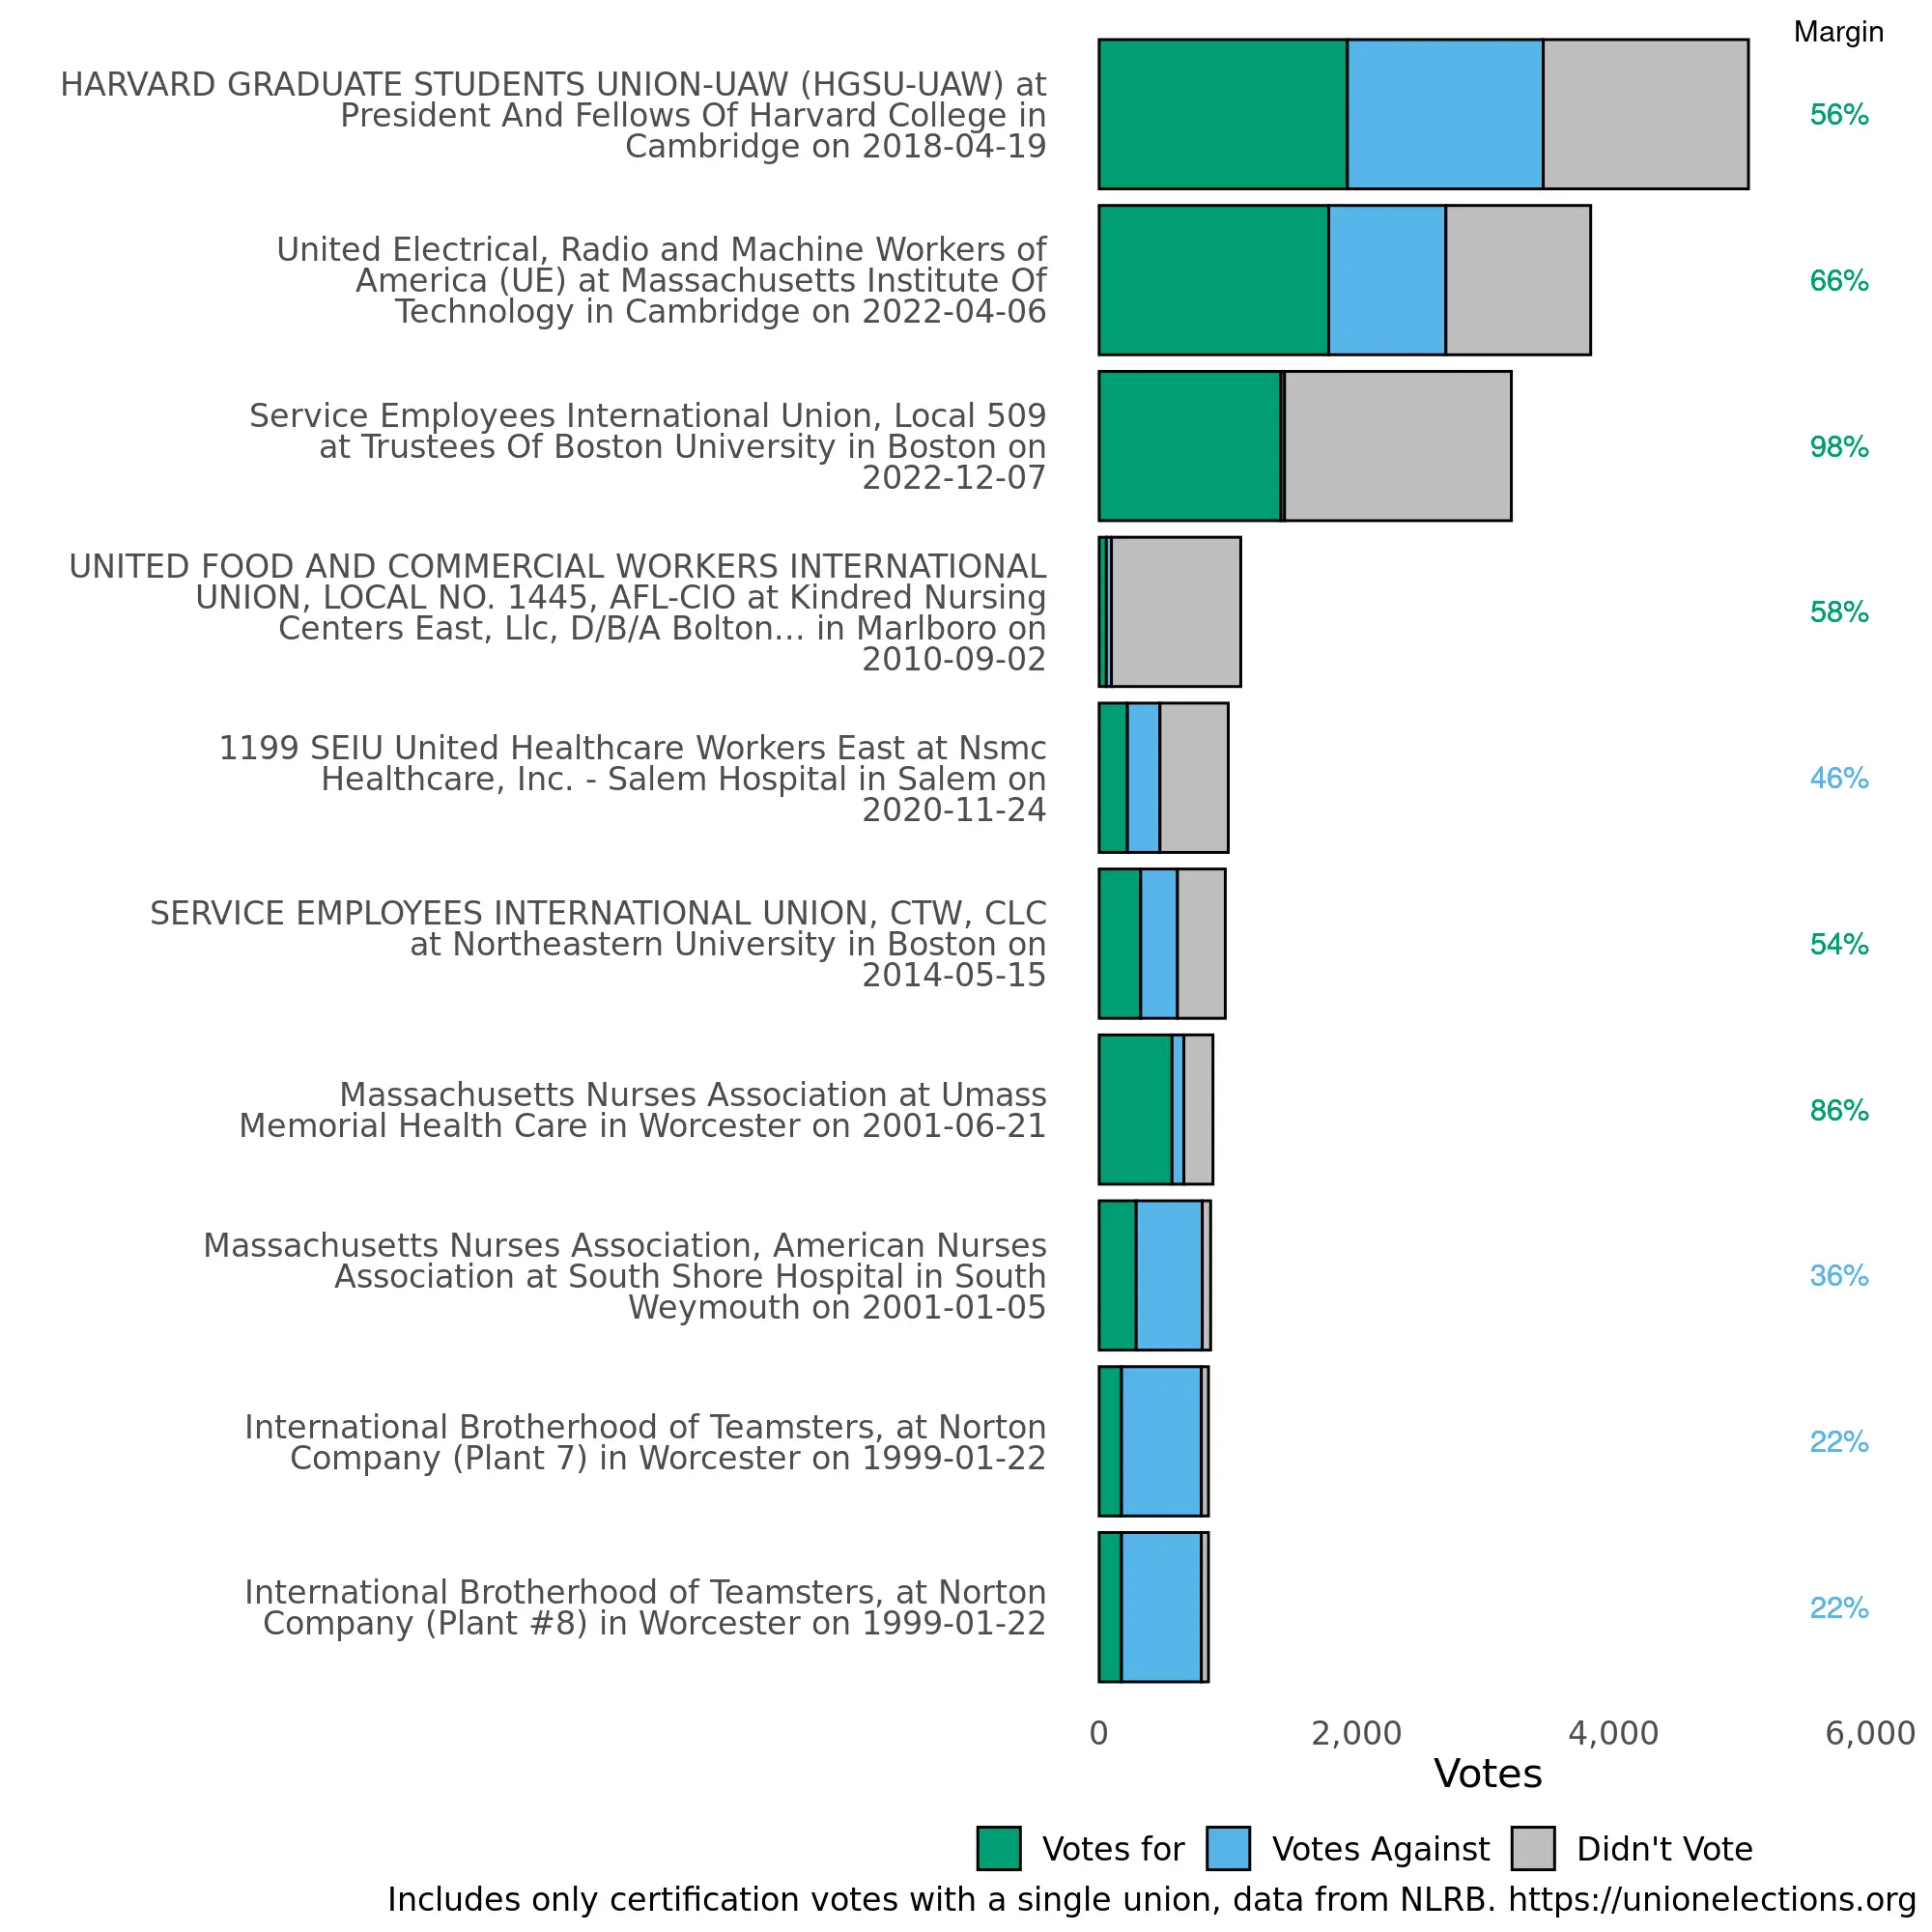 Margin
HARVARD GRADUATE STUDENTS UNION-UAW (HGSU-UAW) at
President And Fellows Of Harvard College in
Cambridge on 2018-04-19
56%
United Electrical, Radio and Machine Workers of
America (UE) at Massachusetts Institute Of
Technology in Cambridge on 2022-04-06
66%
Service Employees International Union, Local 509
at Trustees Of Boston University in Boston on
2022-12-07
98%
UNITED FOOD AND COMMERCIAL WORKERS INTERNATIONAL
UNION, LOCAL NO. 1445, AFL-CIO at Kindred Nursing
Centers East, Llc, D/B/A Bolton... in Marlboro on
2010-09-02
58%
1199 SEIU United Healthcare Workers East at Nsmc
Healthcare, Inc. - Salem Hospital in Salem on
2020-11-24
46%
SERVICE EMPLOYEES INTERNATIONAL UNION, CTW, CLC
at Northeastern University in Boston on
2014-05-15
54%
Massachusetts Nurses Association at Umass
Memorial Health Care in Worcester on 2001-06-21
86%
Massachusetts Nurses Association, American Nurses
Association at South Shore Hospital in South
Weymouth on 2001-01-05
36%
International Brotherhood of Teamsters, at Norton
Company (Plant 7) in Worcester on 1999-01-22
22%
International Brotherhood of Teamsters, at Norton
Company (Plant #8) in Worcester on 1999-01-22
22%
0 2,000 4,000 6,000
Votes
Votes for Votes Against Didn't Vote
Includes only certification votes with a single union, data from NLRB. https://unionelections.org